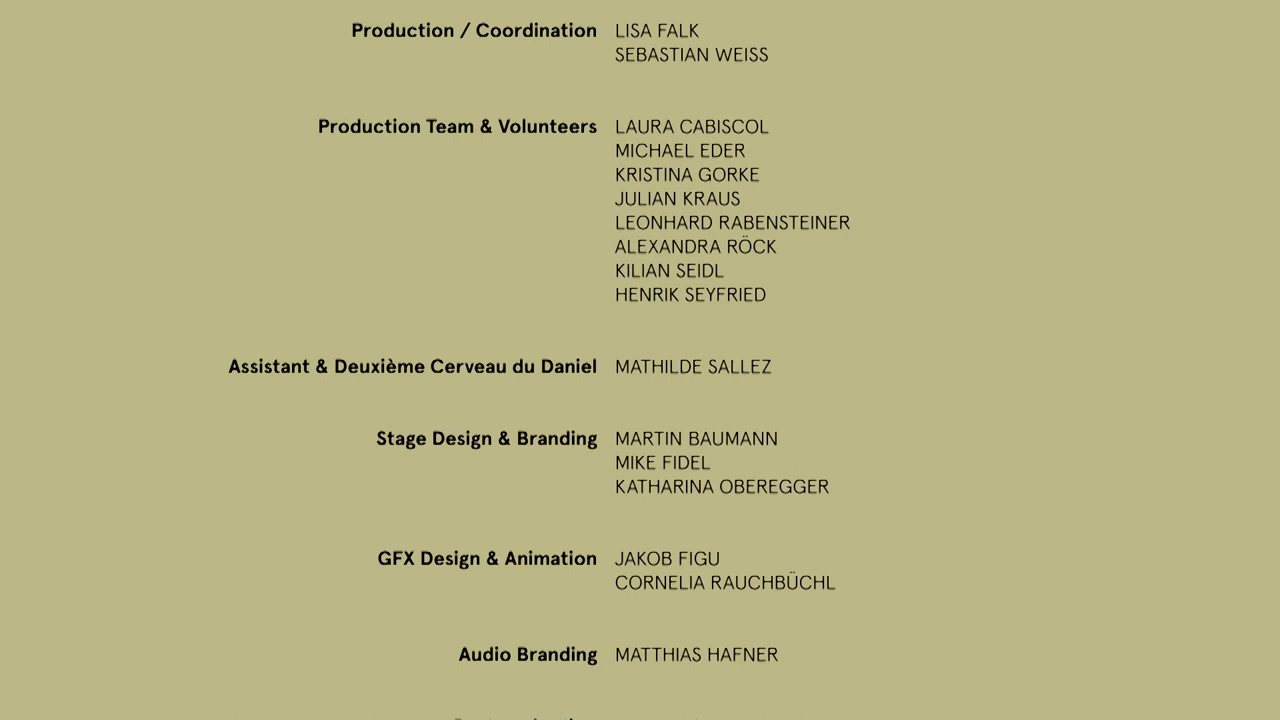 Production / Coordination LISA FALK
SEBASTIAN WEISS
Production Team & Volunteers LAURA CABISCOL
MICHAEL EDER
KRISTINA GORKE
JULIAN KRAUS
LEONHARD RABENSTEINER
ALEXANDRA RÖCK
KILIAN SEIDL
HENRIK SEYFRIED
Assistant & Deuxième Cerveau du Daniel MATHILDE SALLEZ
Stage Design & Branding MARTIN BAUMANN
MIKE FIDEL
KATHARINA OBEREGGER
GFX Design & Animation JAKOB FIGU
CORNELIA RAUCHBÜCHL
Audio Branding MATTHIAS HAFNER